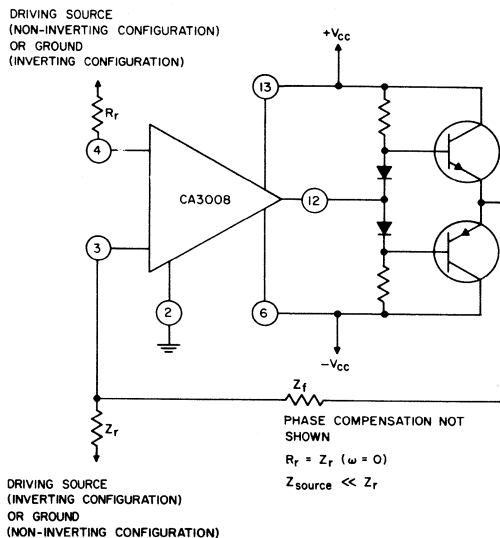 DRIVING SOURCE
(NON-INVERTING CONFIGURATION)
OR GROUND
(INVERTING CONFIGURATION)
+Vcc
13
Rr
4
CA3008
12
3
2
6
-Vcc
Zf
PHASE COMPENSATION NOT
SHOWN
Zr
Rr = Zr (ω = 0)
Zsource << Zr
DRIVING SOURCE
(INVERTING CONFIGURATION)
OR GROUND
(NON-INVERTING CONFIGURATION)